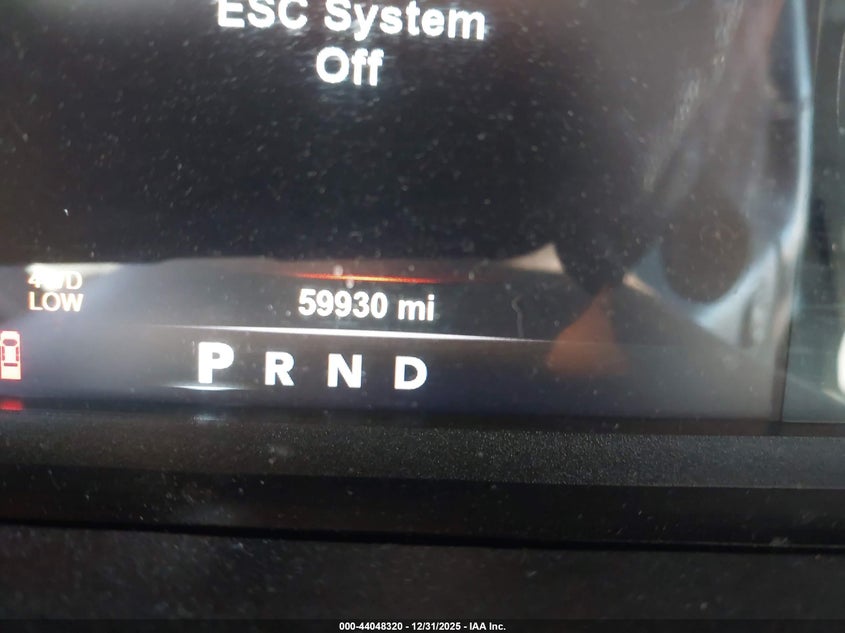 ESC System
Off
4WD
LOW
59930 mi
P R N D
000-44048320 - 12/31/2025 - IAA Inc.